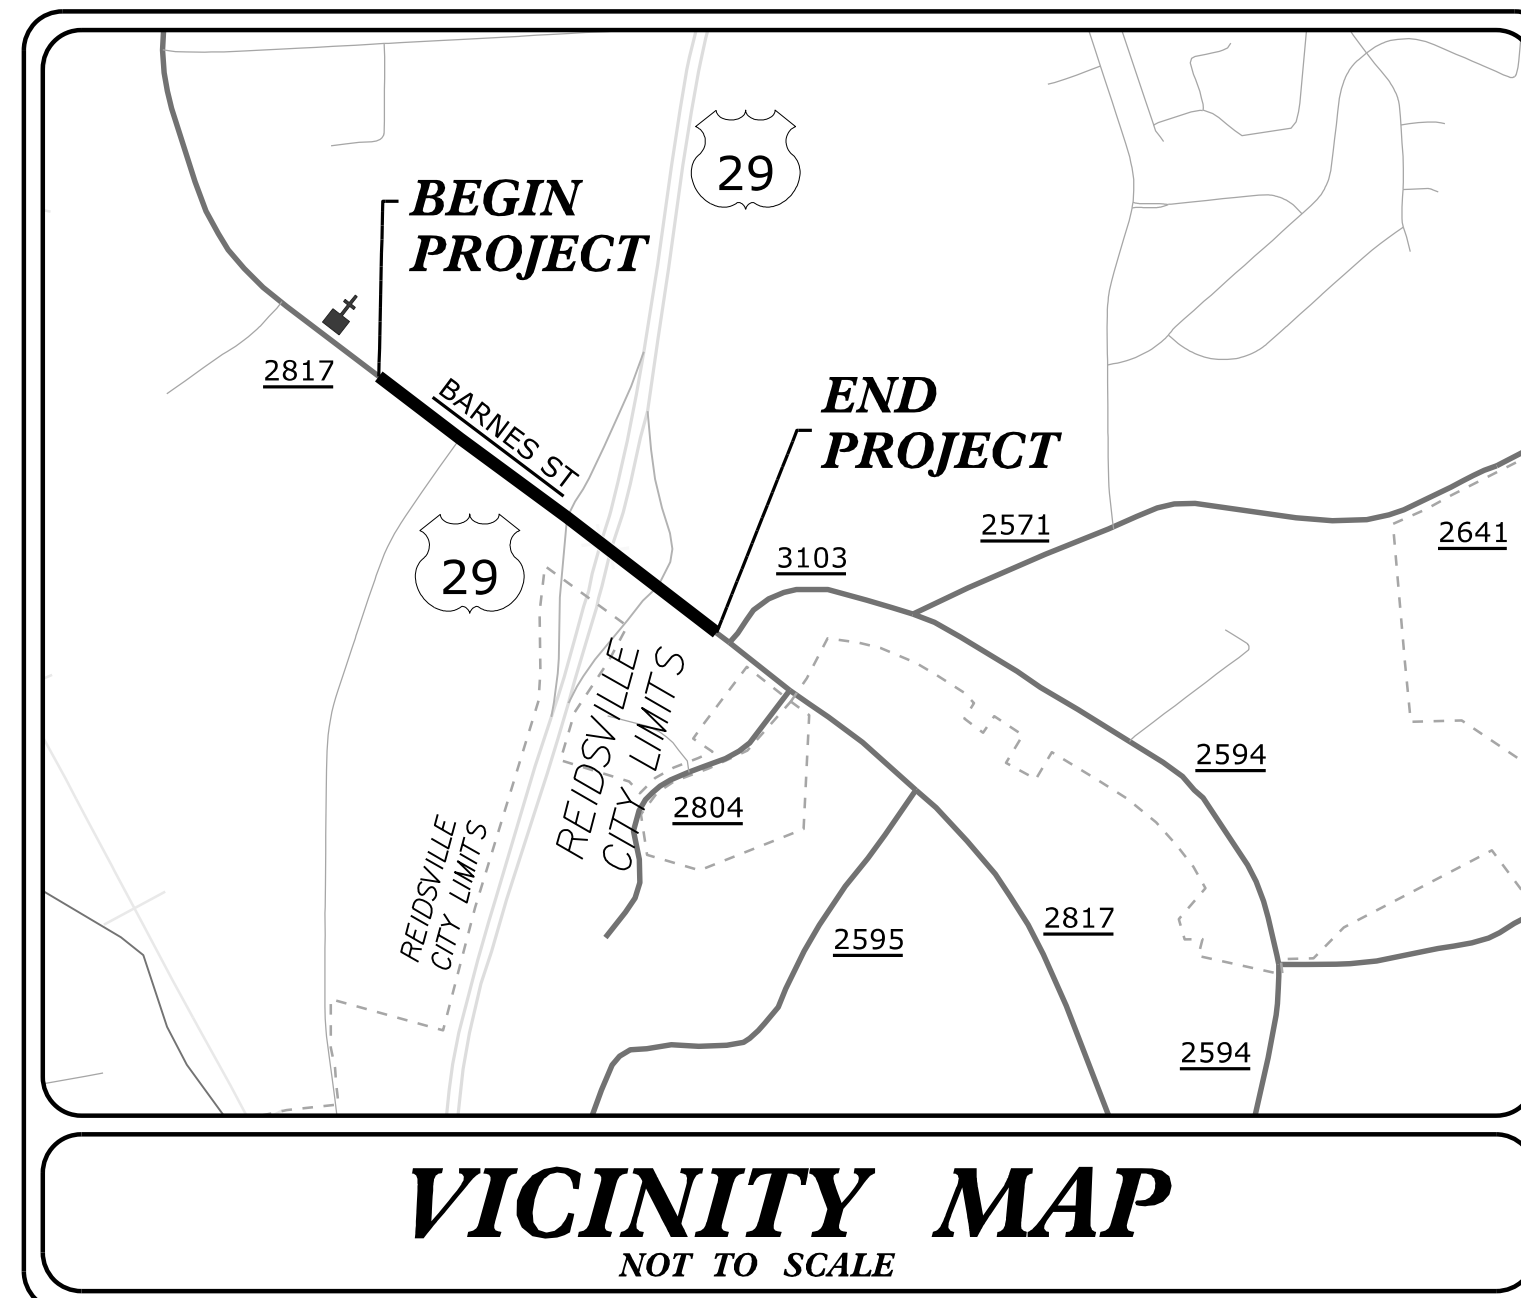 29
BEGIN
PROJECT
2817
BARNES ST
END
PROJECT
29
2571
2641
3103
REIDSVILLE
CITY LIMITS
2594
2804
REIDSVILLE
CITY LIMITS
2817
2595
2594
VICINITY MAP
NOT TO SCALE